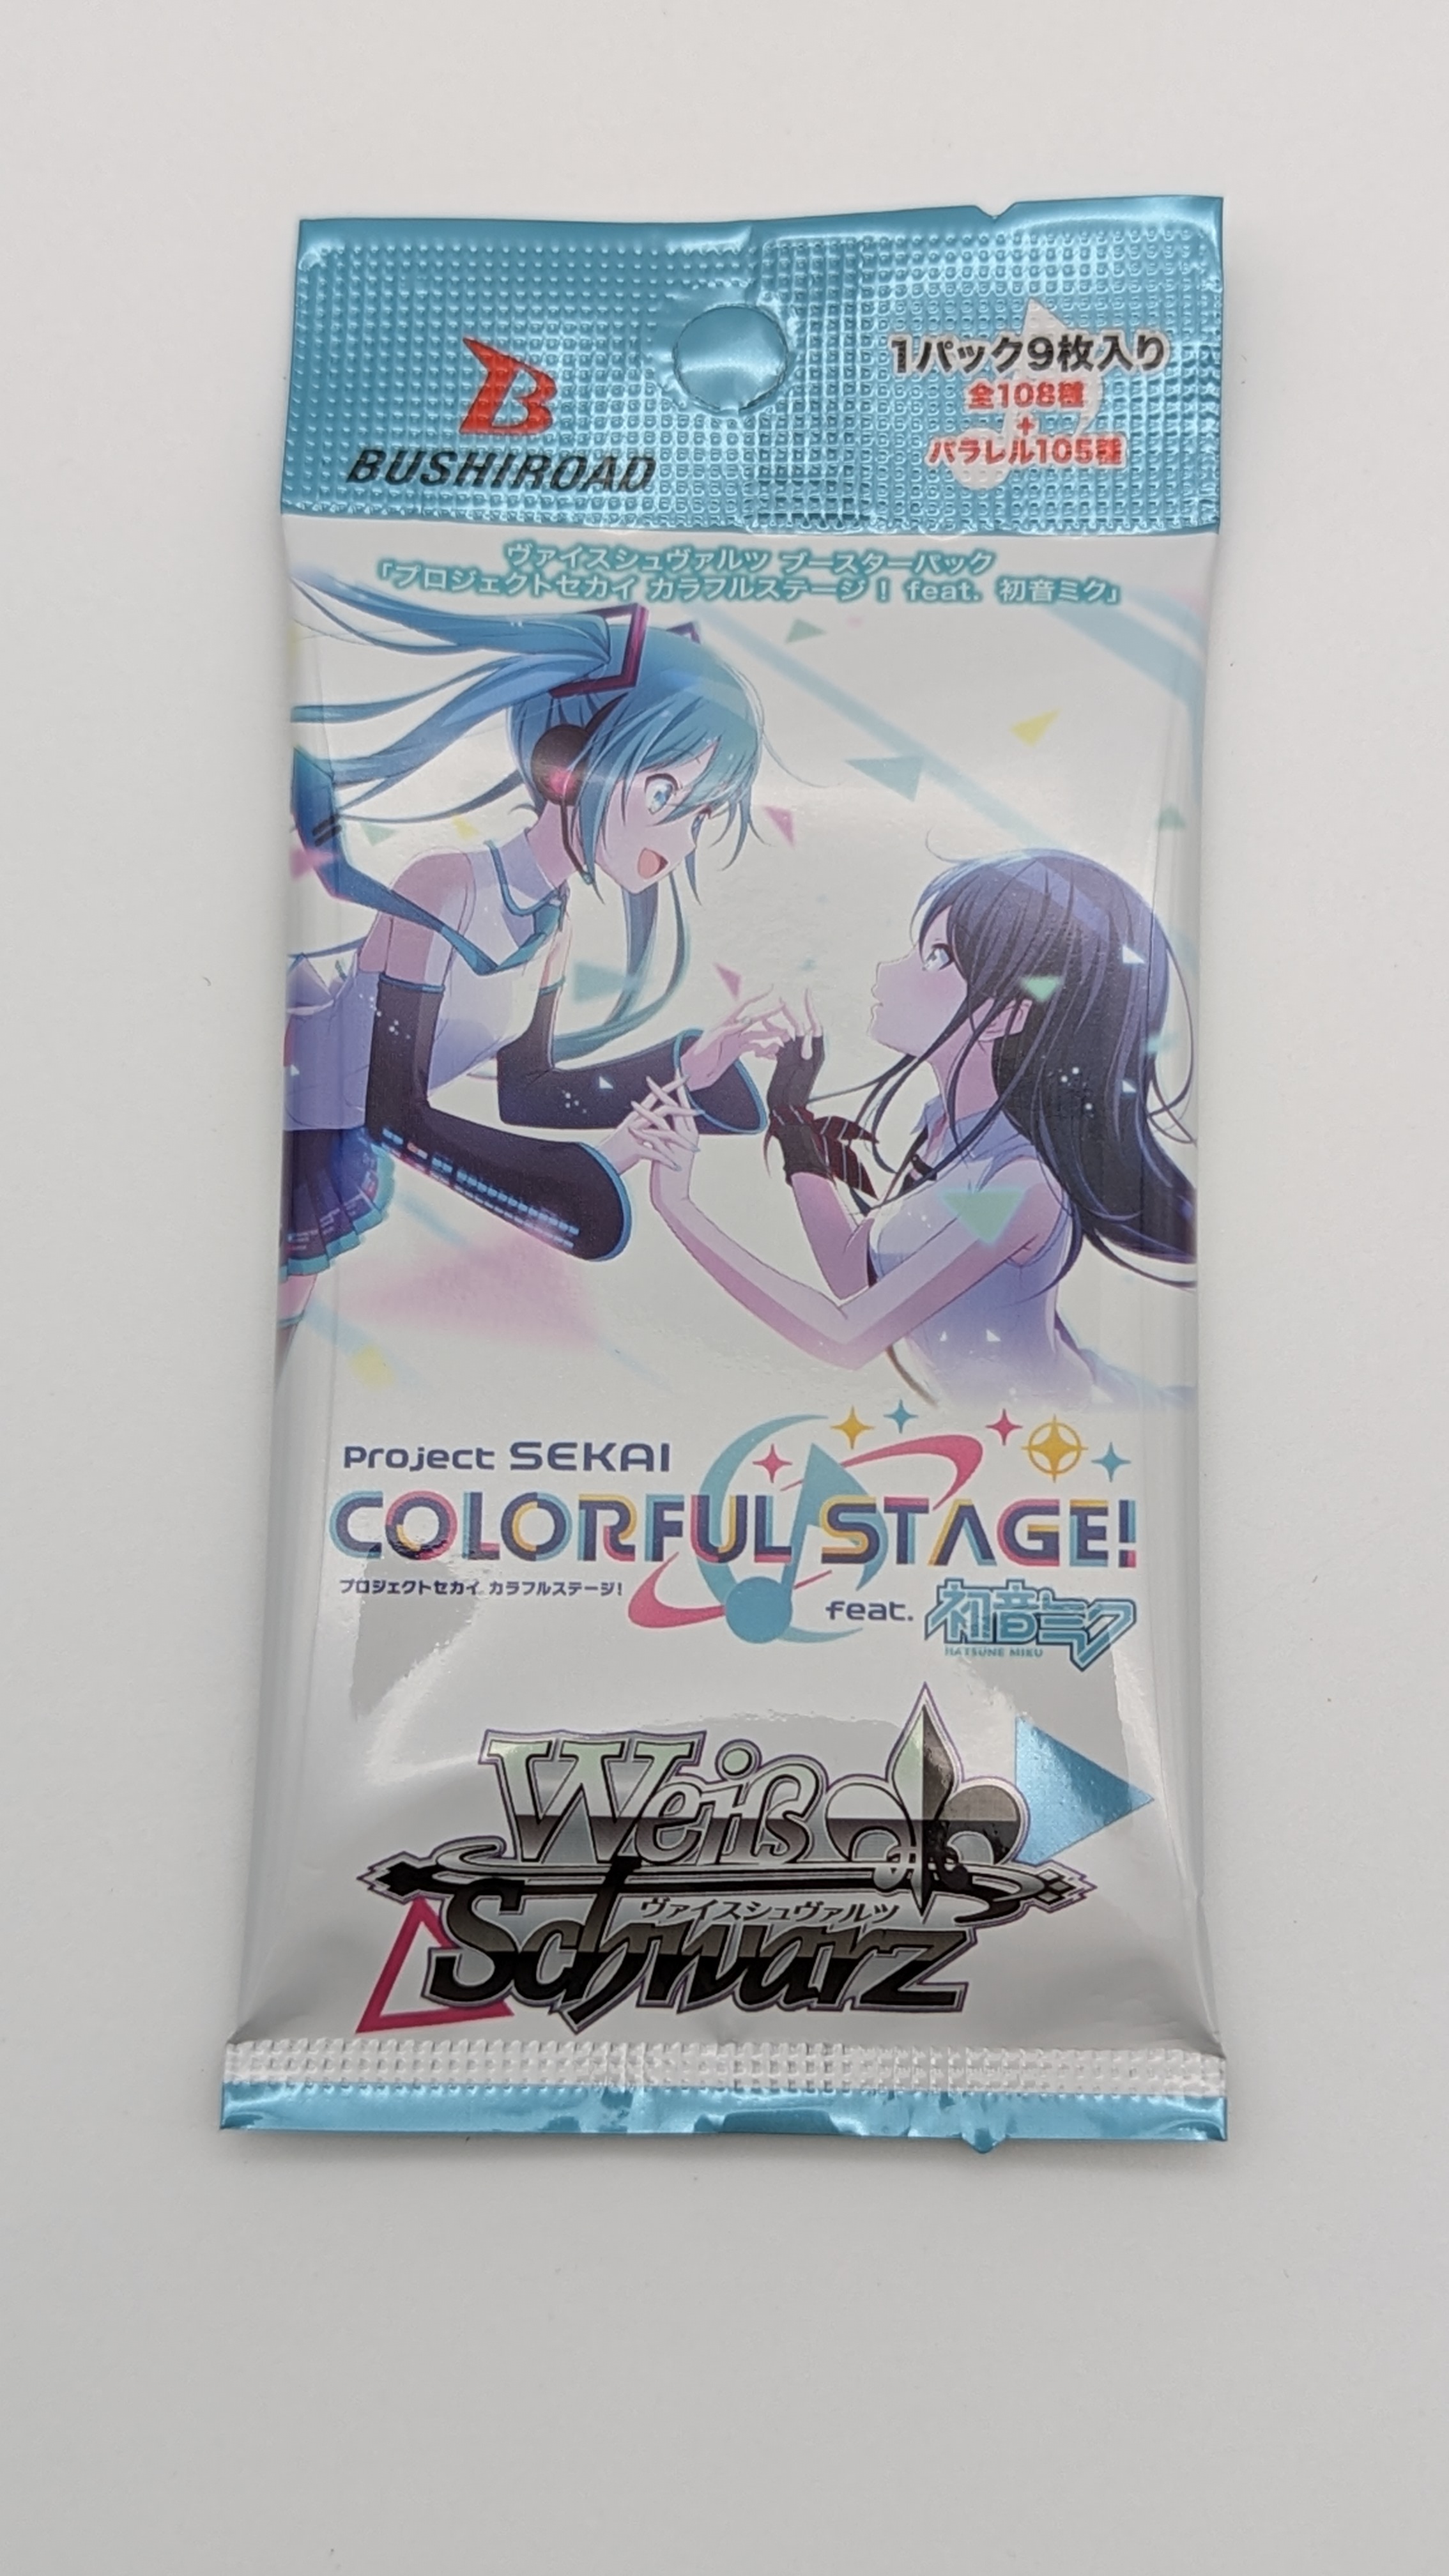 BUSHIROAD
1パック9枚入り
全108種
+
パラレル105種
ヴァイスシュヴァルツ ブースターパック
「プロジェクトセカイ カラフルステージ！ feat. 初音ミク」
Project SEKAI
COLORFUL STAGE!
プロジェクトセカイ カラフルステージ！
feat. 初音ミク
HATSUNE MIKU
Weiß
ヴァイスシュヴァルツ
Schwarz